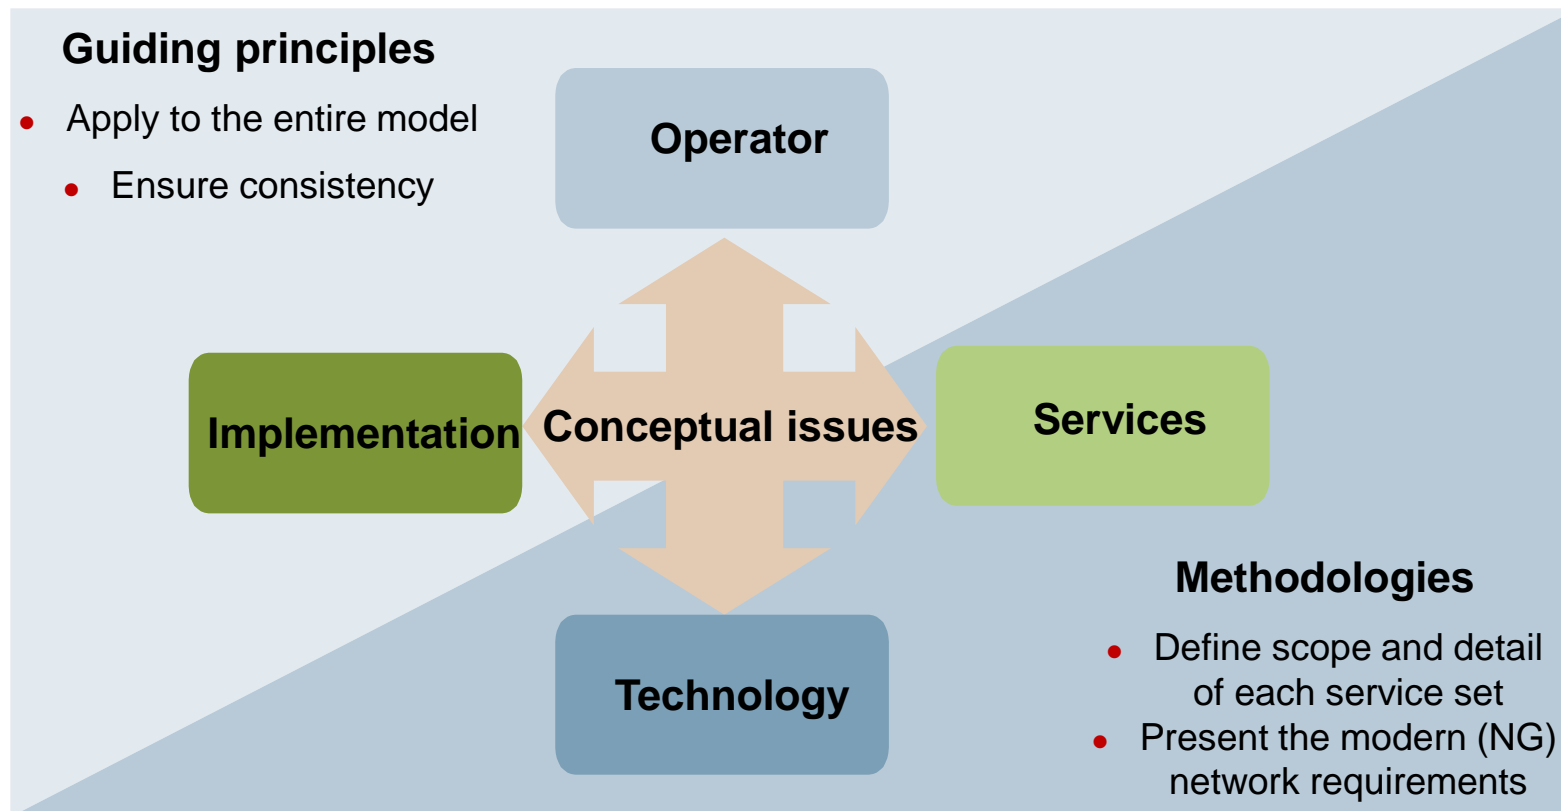 Guiding principles
Apply to the entire model
Ensure consistency
Operator
Implementation
Conceptual issues
Services
Technology
Methodologies
Define scope and detail
of each service set
Present the modern (NG)
network requirements